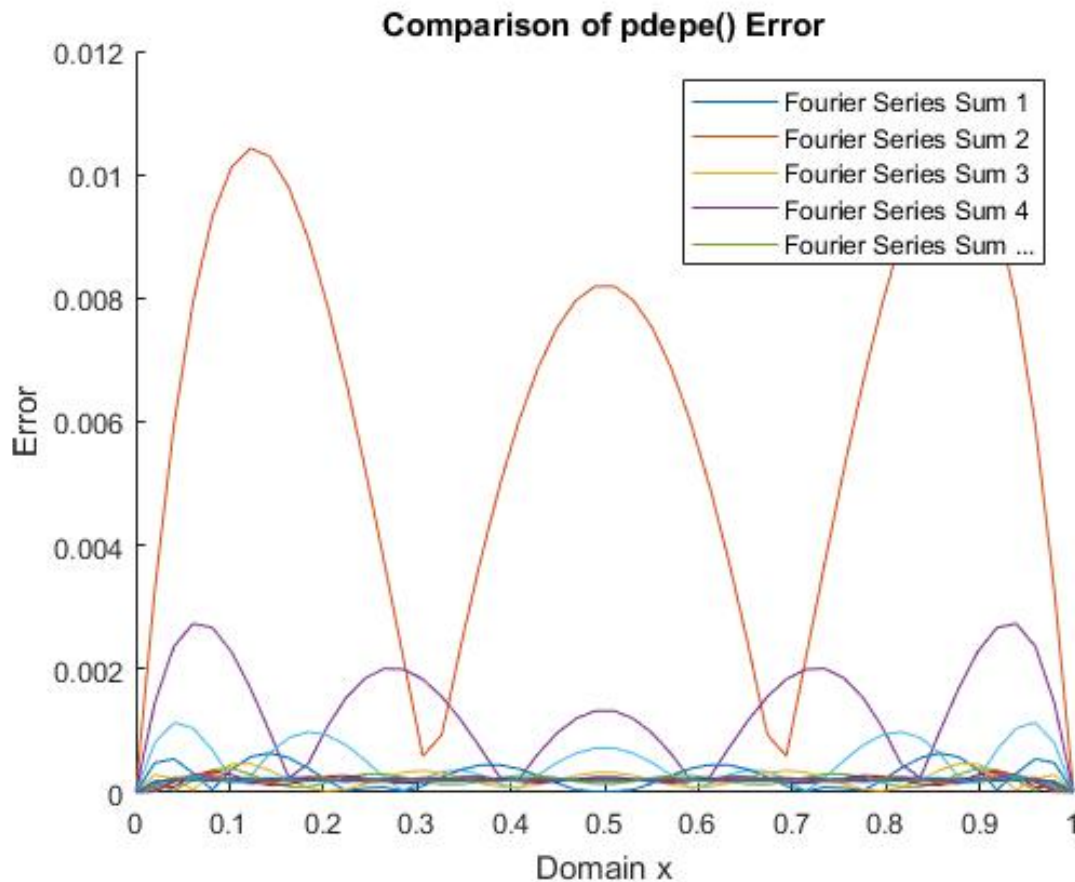 Comparison of pdepe() Error
0.012
0.01
0.008
0.006
0.004
0.002
0
Error
Fourier Series Sum 1
Fourier Series Sum 2
Fourier Series Sum 3
Fourier Series Sum 4
Fourier Series Sum ...
0 0.1 0.2 0.3 0.4 0.5 0.6 0.7 0.8 0.9 1
Domain x